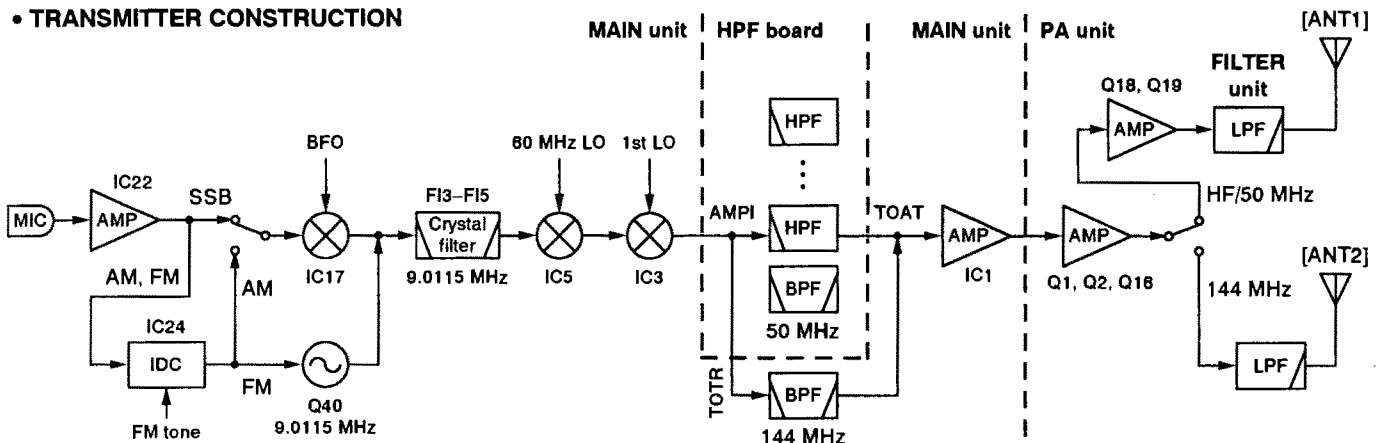 • TRANSMITTER CONSTRUCTION
MAIN unit
HPF board
MAIN unit
PA unit
[ANT1]
FILTER
unit
Q18, Q19
HPF
AMP
LPF
BFO
60 MHz LO
1st LO
IC22
SSB
FI3–FI5
HF/50 MHz
MIC
AMP
Crystal
filter
AMPI
HPF
TOAT
AMP
AMP
IC17
9.0115 MHz
IC5
IC3
IC1
Q1, Q2, Q16
[ANT2]
AM, FM
AM
BPF
50 MHz
144 MHz
IC24
IDC
FM
TOTR
BPF
LPF
Q40
9.0115 MHz
FM tone
144 MHz